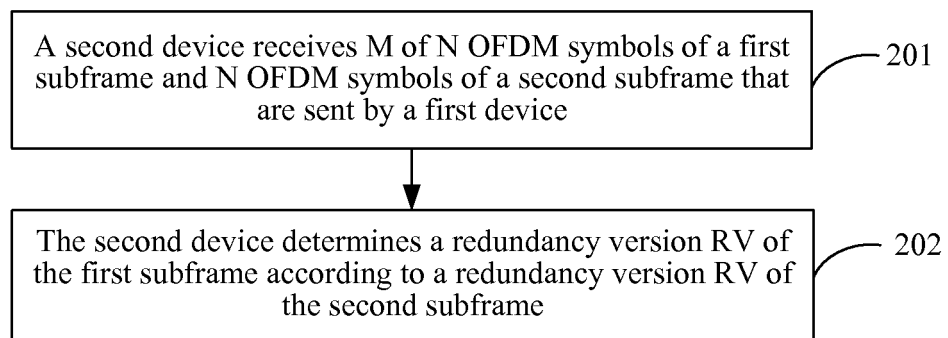 A second device receives M of N OFDM symbols of a first
subframe and N OFDM symbols of a second subframe that
are sent by a first device
201
The second device determines a redundancy version RV of
the first subframe according to a redundancy version RV of
the second subframe
202